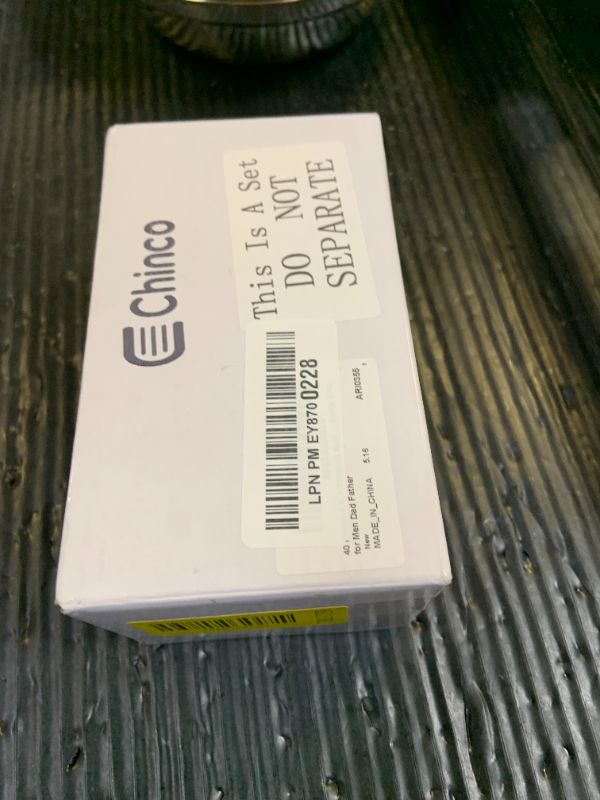 Chinco
This Is A Set
DO NOT
SEPARATE
LPN PM EY870 0228
40,
for Men Dad Father
New
MADE_IN_CHINA 5.16 ARI0355